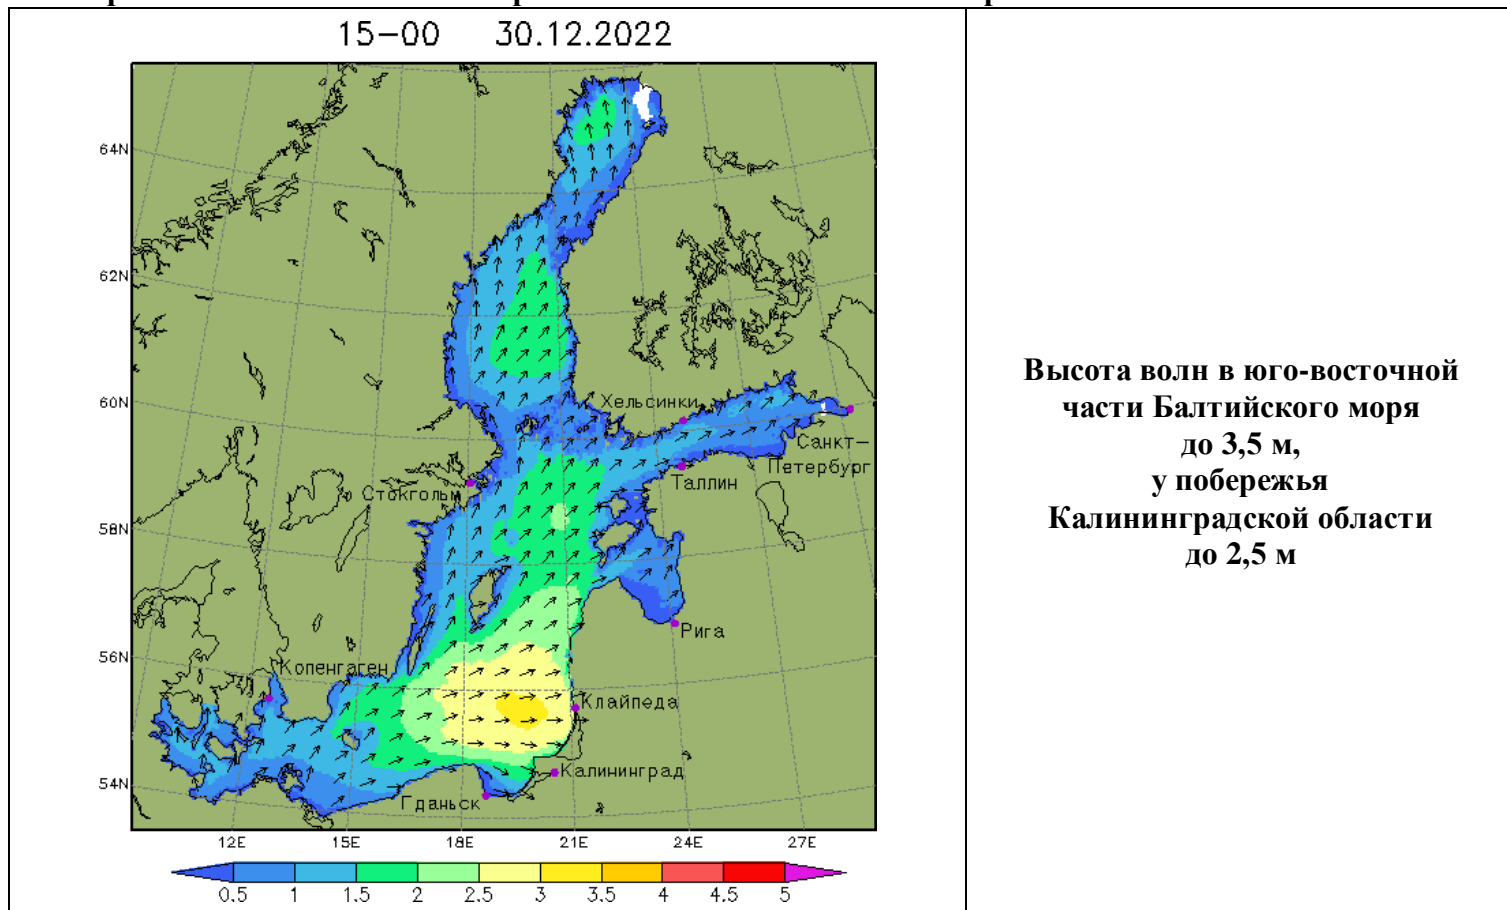 15-00 30.12.2022
64N
62N
60N
58N
56N
54N
Хельсинки
Санкт-
Петербург
Таллин
Стокгольм
Рига
Копенгаген
Клайпеда
Калининград
Гданьск
12E 15E 18E 21E 24E 27E
0.5 1 1.5 2 2.5 3 3.5 4 4.5 5
Высота волн в юго-восточной
части Балтийского моря
до 3,5 м,
у побережья
Калининградской области
до 2,5 м